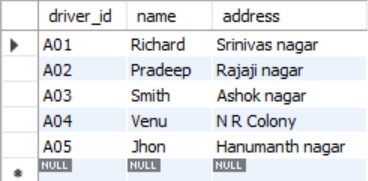 driver_id name address
A01 Richard Srinivas nagar
A02 Pradeep Rajaji nagar
A03 Smith Ashok nagar
A04 Venu N R Colony
A05 Jhon Hanumanth nagar
NULL NULL NULL